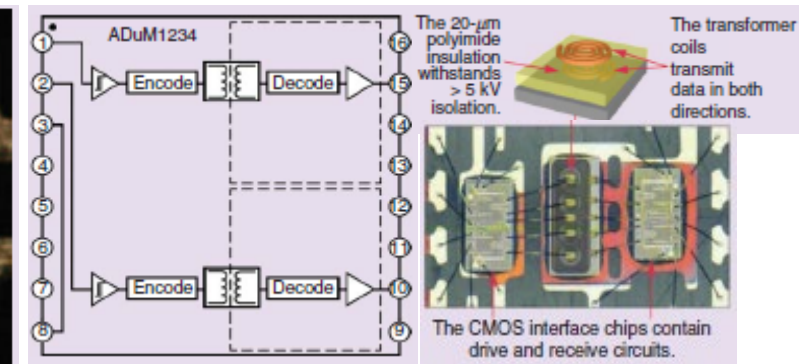 ADuM1234
1
2
3
4
5
6
7
8
16
15
14
13
12
11
10
9
Encode
Decode
Encode
Decode
The 20-μm
polyimide
insulation
withstands
> 5 kV
isolation.
The transformer
coils
transmit
data in both
directions.
The CMOS interface chips contain
drive and receive circuits.